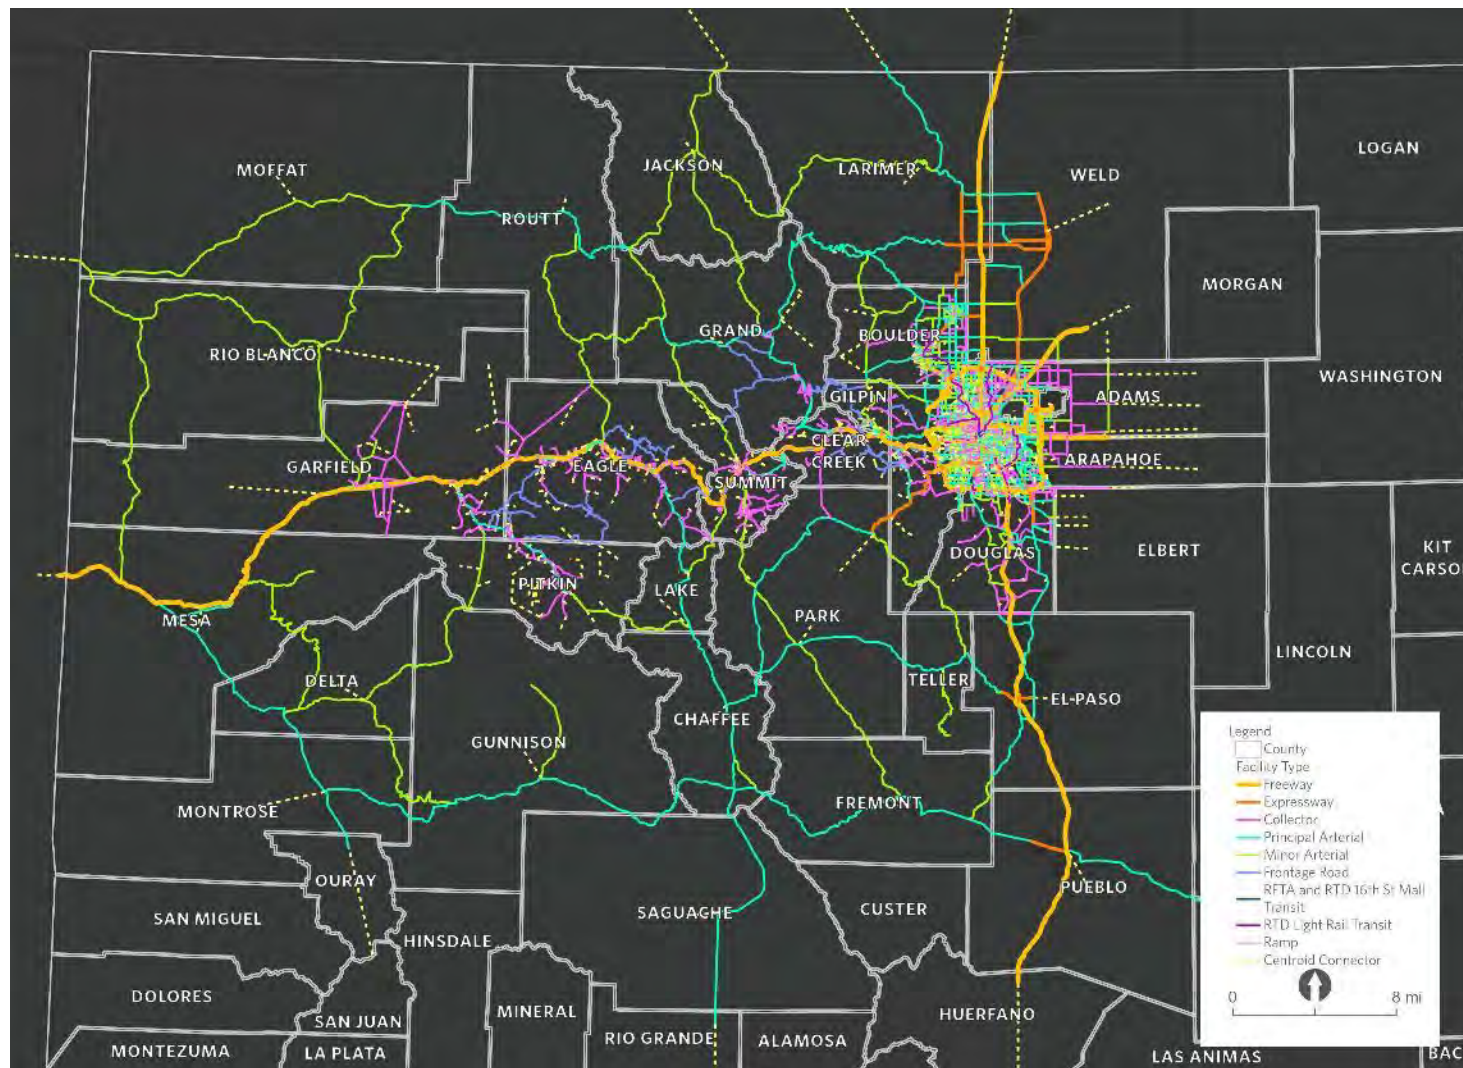 LOGAN
MOFFAT
JACKSON
LARIMER
WELD
ROUTT
MORGAN
GRAND
BOULDER
RIO BLANCO
WASHINGTON
GILPIN
ADAMS
CLEAR
CREEK
GARFIELD
EAGLE
ARAPAHOE
SUMMIT
DOUGLAS
ELBERT
KIT
CARSO
PITKIN
LAKE
PARK
MESA
LINCOLN
DELTA
TELLER
EL PASO
CHAFFEE
GUNNISON
MONTROSE
FREMONT
OURAY
PUEBLO
SAN MIGUEL
SAGUACHE
CUSTER
HINSDALE
DOLORES
MINERAL
HUERFANO
SAN JUAN
RIO GRANDE
ALAMOSA
MONTEZUMA
LA PLATA
LAS ANIMAS
BAC
Legend
County
Facility Type
Freeway
Expressway
Collector
Principal Arterial
Minor Arterial
Frontage Road
RFTA and RTD 16th St Mall
Transit
RTD Light Rail Transit
Ramp
Centroid Connector
0 8 mi